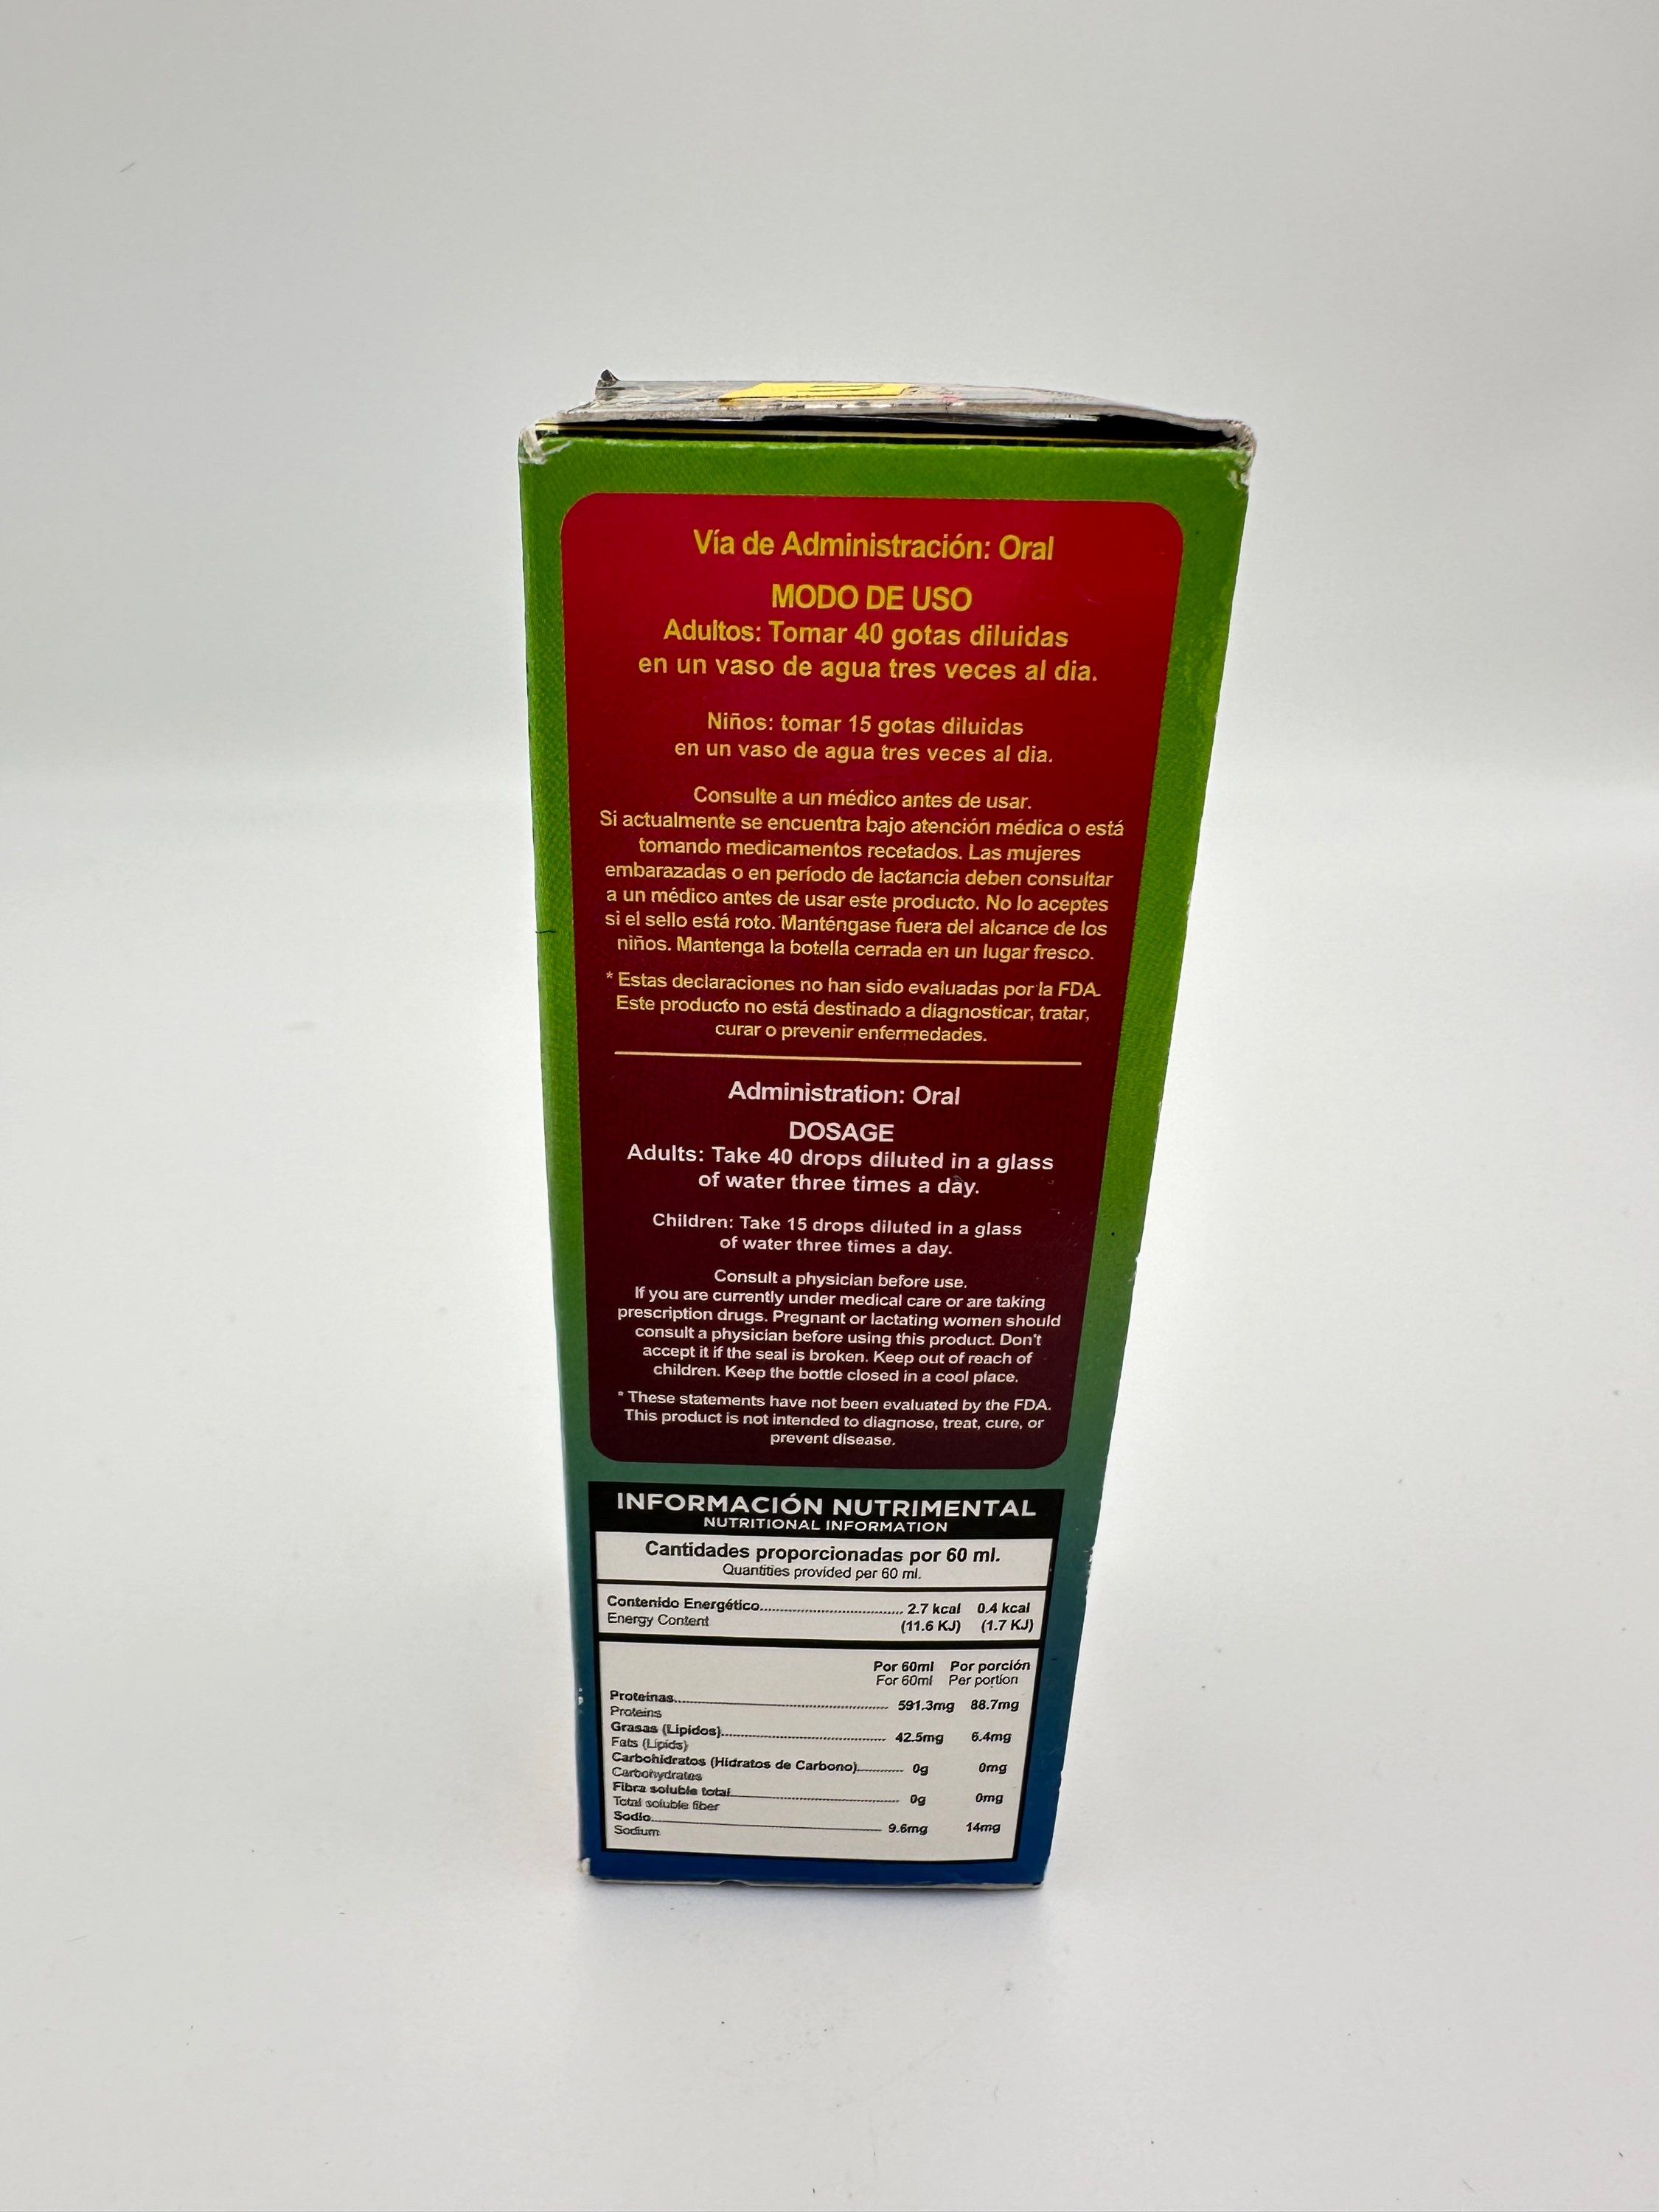 Vía de Administración: Oral
MODO DE USO
Adultos: Tomar 40 gotas diluidas
en un vaso de agua tres veces al dia.
Niños: tomar 15 gotas diluidas
en un vaso de agua tres veces al dia.
Consulte a un médico antes de usar.
Si actualmente se encuentra bajo atención médica o está
tomando medicamentos recetados. Las mujeres
embarazadas o en período de lactancia deben consultar
a un médico antes de usar este producto. No lo aceptes
si el sello está roto. Manténgase fuera del alcance de los
niños. Mantenga la botella cerrada en un lugar fresco.
* Estas declaraciones no han sido evaluadas por la FDA.
Este producto no está destinado a diagnosticar, tratar,
curar o prevenir enfermedades.
Administration: Oral
DOSAGE
Adults: Take 40 drops diluted in a glass
of water three times a day.
Children: Take 15 drops diluted in a glass
of water three times a day.
Consult a physician before use.
If you are currently under medical care or are taking
prescription drugs. Pregnant or lactating women should
consult a physician before using this product. Don't
accept it if the seal is broken. Keep out of reach of
children. Keep the bottle closed in a cool place.
* These statements have not been evaluated by the FDA.
This product is not intended to diagnose, treat, cure, or
prevent disease.
INFORMACIÓN NUTRIMENTAL
NUTRITIONAL INFORMATION
Cantidades proporcionadas por 60 ml.
Quantities provided per 60 ml.
Contenido Energético.......... 2.7 kcal 0.4 kcal
Energy Content (11.6 KJ) (1.7 KJ)
Por 60ml Por porción
For 60ml Per portion
Proteínas.......... 591.3mg 88.7mg
Proteins
Grasas (Lípidos).......... 42.5mg 6.4mg
Fats (Lipids)
Carbohidratos (Hidratos de Carbono).......... 0g 0mg
Carbohydrates
Fibra soluble total.......... 0g 0mg
Total soluble fiber
Sodio.......... 9.6mg 14mg
Sodium